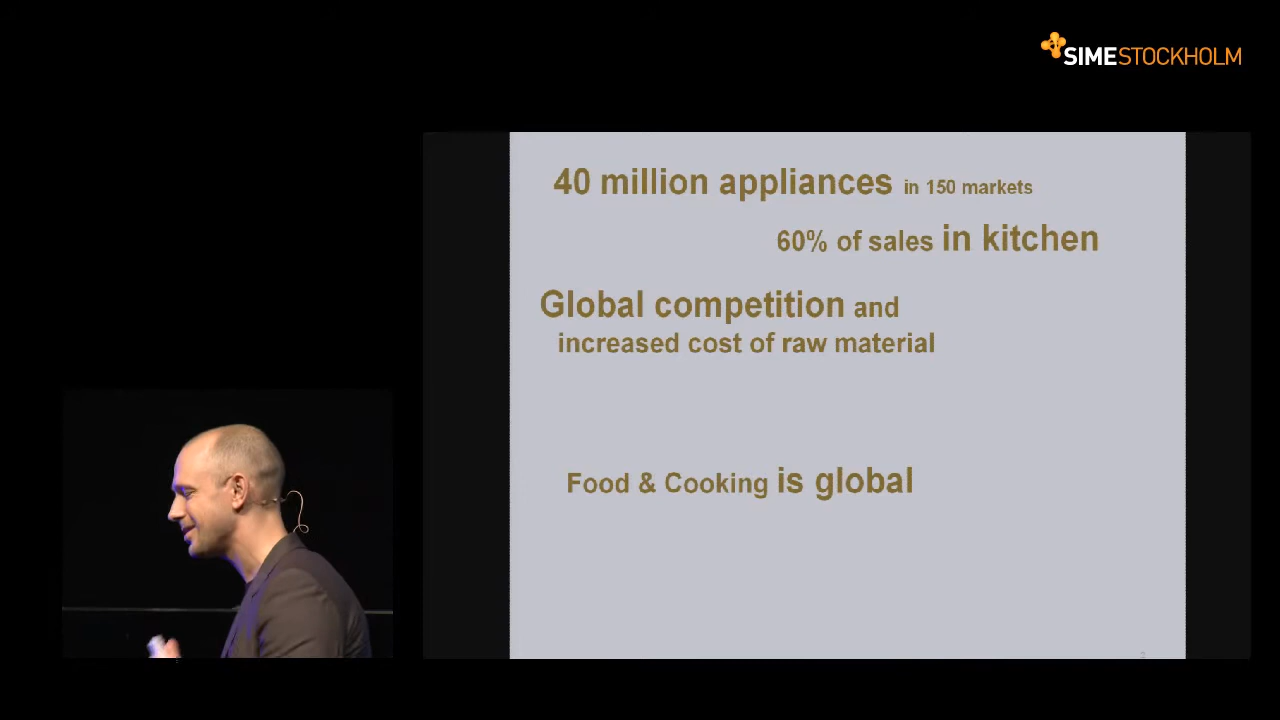 SIMESTOCKHOLM
40 million appliances in 150 markets
60% of sales in kitchen
Global competition and
increased cost of raw material
Food & Cooking is global